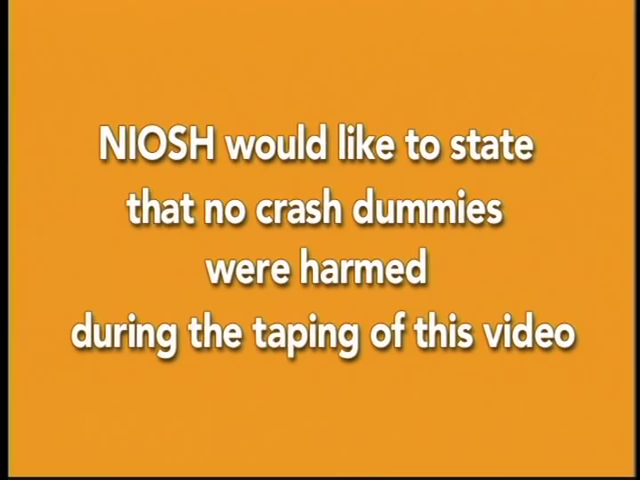 NIOSH would like to state
that no crash dummies
were harmed
during the taping of this video